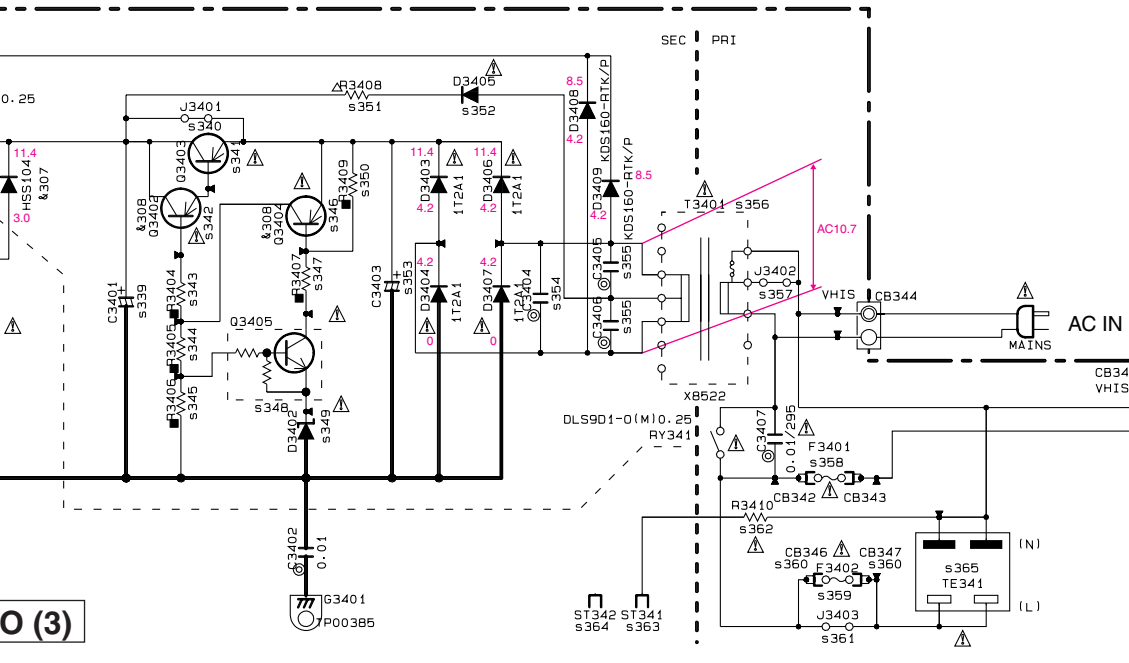 SEC
PRI
0.25
R3408
s351
D3405
s352
8.5
D3408
4.2
KDS160-RTK/P
J3401
s340
Q3403
s341
11.4
HSS104
&307
3.0
&308
Q3402
s342
&308
Q3404
s346
R3409
s350
11.4
D3403
1T2A1
4.2
11.4
D3406
1T2A1
4.2
D3409
KDS160-RTK/P
8.5
4.2
T3401
s356
AC10.7
C3401
s339
R3404
s343
R3405
s344
R3406
s345
R3407
s347
C3403
s353
4.2
D3404
1T2A1
0
4.2
D3407
1T2A1
0
C3404
s354
C3405
s355
C3406
s355
J3402
s357
VHIS
CB344
MAINS
AC IN
CB34
VHIS
Q3405
s348
D3402
s349
X8522
DLS9D1-O(M)0.25
RY341
C3407
0.01/295
F3401
s358
CB342
CB343
R3410
s362
C3402
0.01
CB346
s360
CB347
s360
F3402
s359
J3403
s361
s365
TE341
(N)
(L)
G3401
TP00385
ST342
s364
ST341
s363
O (3)